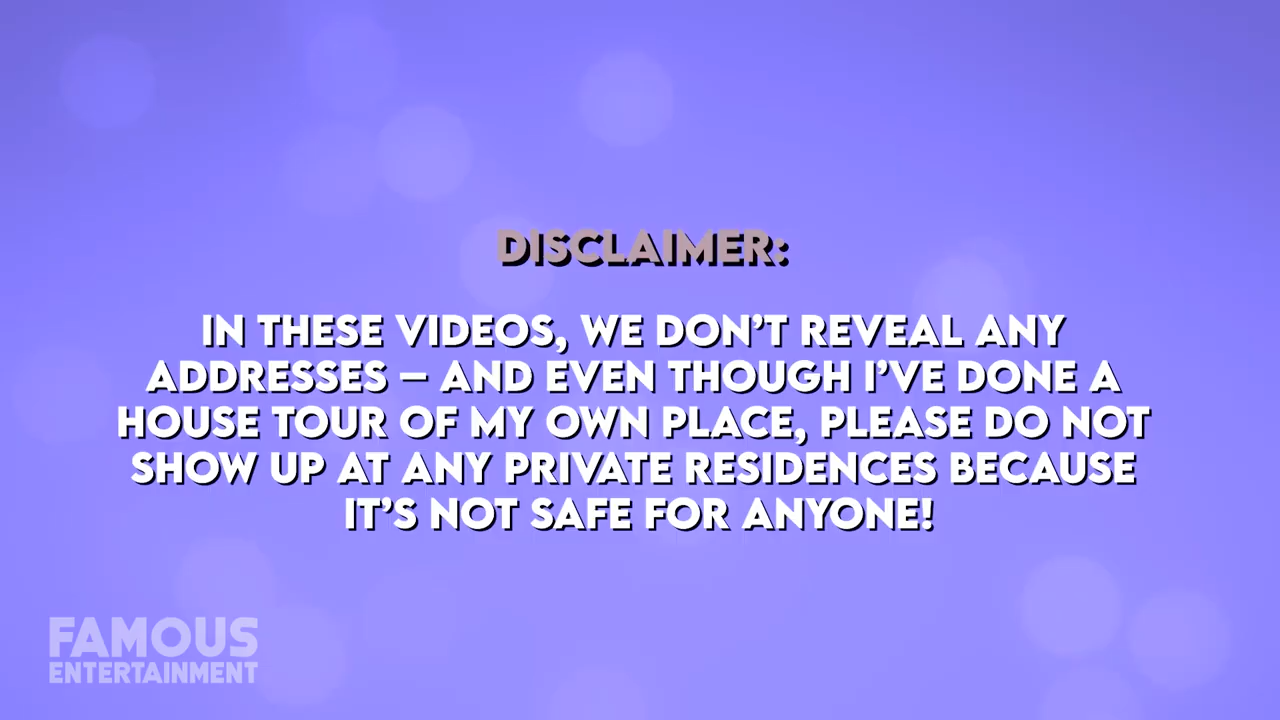 DISCLAIMER:
IN THESE VIDEOS, WE DON’T REVEAL ANY
ADDRESSES – AND EVEN THOUGH I’VE DONE A
HOUSE TOUR OF MY OWN PLACE, PLEASE DO NOT
SHOW UP AT ANY PRIVATE RESIDENCES BECAUSE
IT’S NOT SAFE FOR ANYONE!
FAMOUS
ENTERTAINMENT